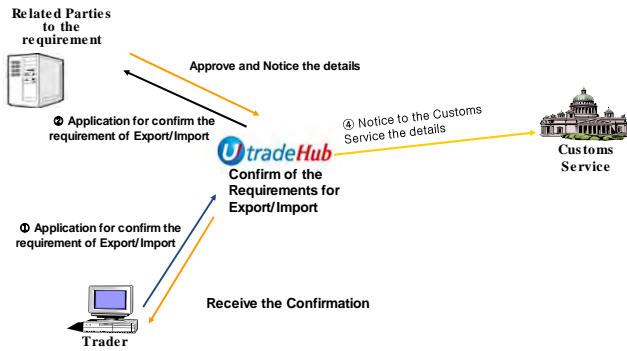 Related Parties
to the
requirement
Approve and Notice the details
❷ Application for confirm the
requirement of Export/Import
④ Notice to the Customs
Service the details
UtradeHub
Confirm of the
Requirements for
Export/Import
Customs
Service
❶ Application for confirm the
requirement of Export/Import
Receive the Confirmation
Trader